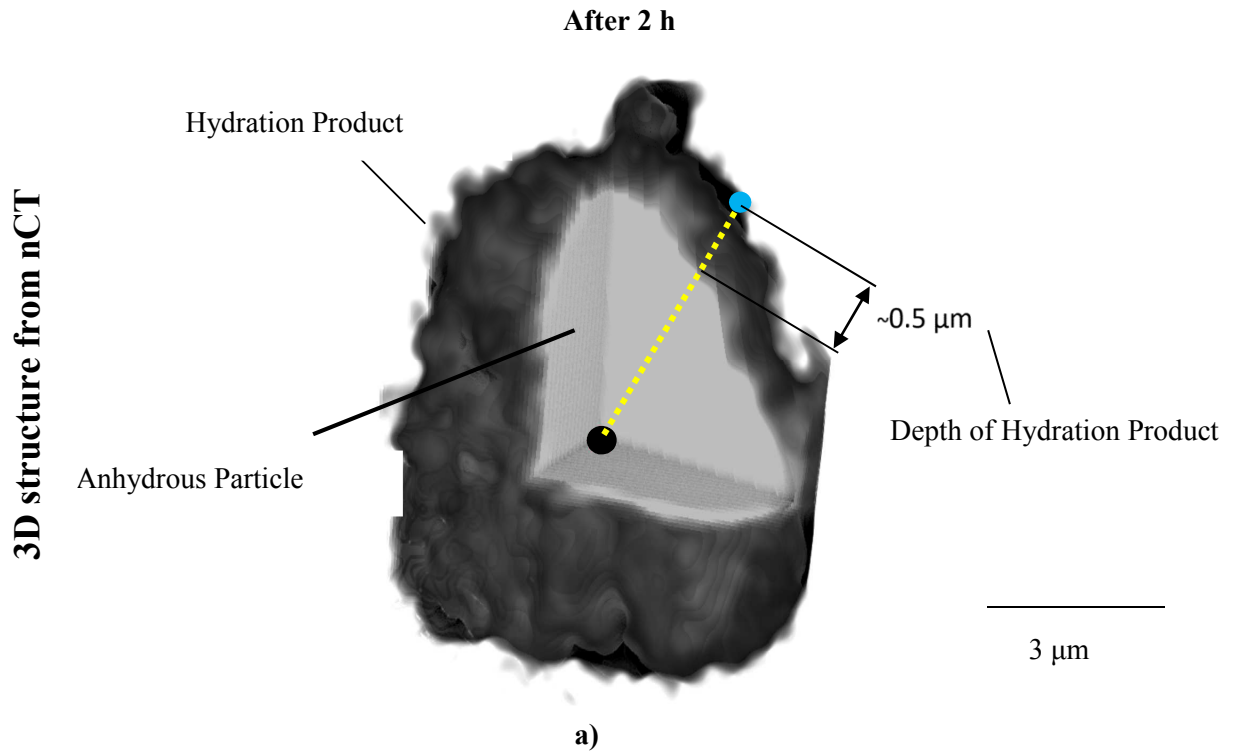 After 2 h
Hydration Product
3D structure from nCT
~0.5 μm
Depth of Hydration Product
Anhydrous Particle
3 μm
a)